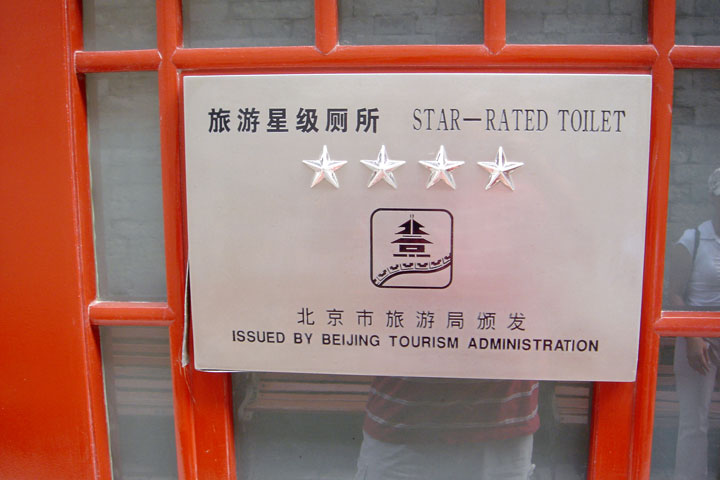 旅游星级厕所 STAR—RATED TOILET
北京市旅游局颁发
ISSUED BY BEIJING TOURISM ADMINISTRATION